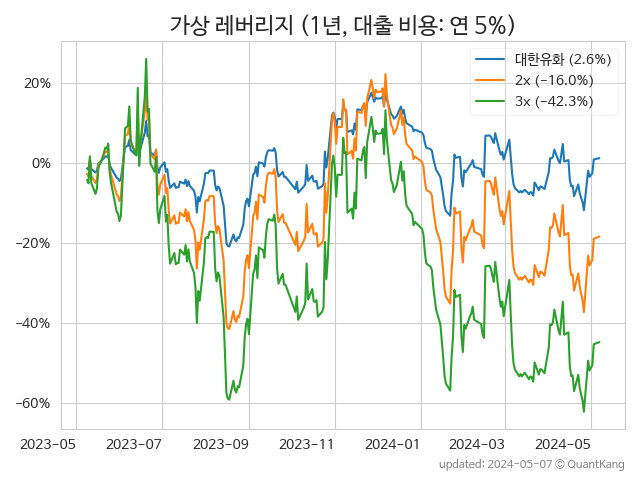 가상 레버리지 (1년, 대출 비용: 연 5%)
대한유화 (2.6%)
2x (−16.0%)
3x (−42.3%)
20%
0%
−20%
−40%
−60%
2023-05 2023-07 2023-09 2023-11 2024-01 2024-03 2024-05
updated: 2024-05-07 © QuantKang